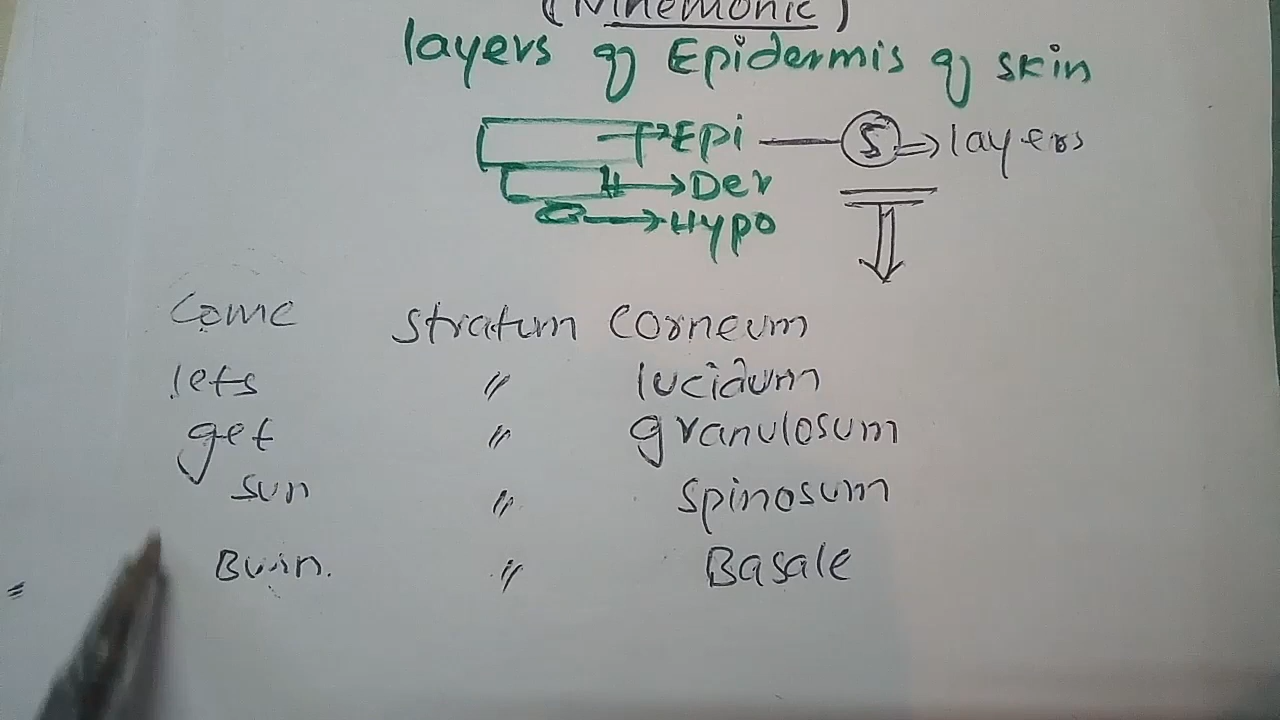 (Mnemonic)
layers of Epidermis of skin
Epi — 5 ⇒ layers
Der
Hypo
Come Stratum Corneum
lets " lucidum
get " granulosum
sun " spinosum
Burn. " Basale